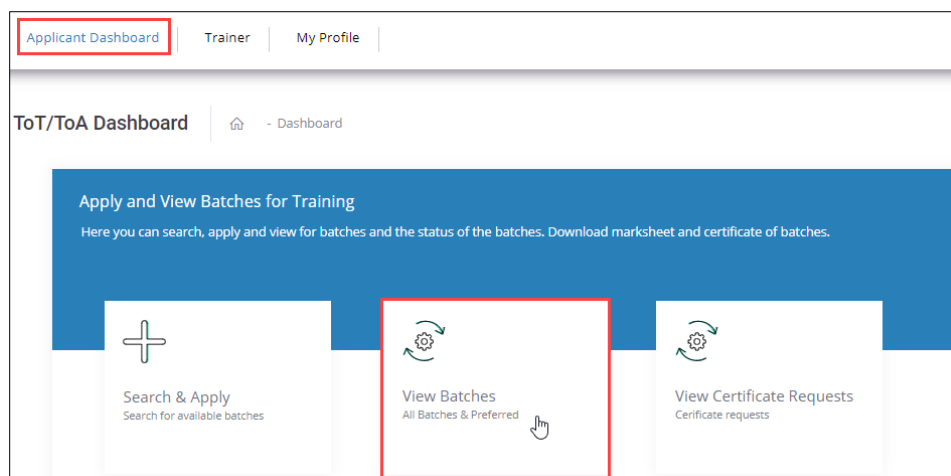 Applicant Dashboard Trainer My Profile
ToT/ToA Dashboard - Dashboard
Apply and View Batches for Training
Here you can search, apply and view for batches and the status of the batches. Download marksheet and certificate of batches.
Search & Apply
Search for available batches
View Batches
All Batches & Preferred
View Certificate Requests
Cerificate requests